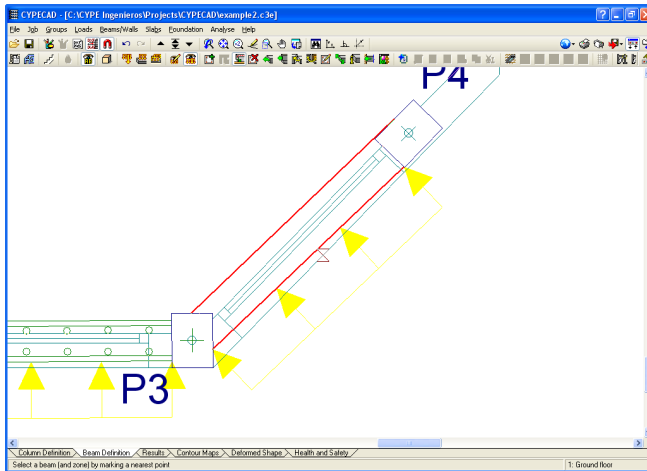 CYPECAD - [C:\CYPE Ingenieros\Projects\CYPECAD\example2.c3e]
File Job Groups Loads Beams/Walls Slabs Foundation Analyse Help
P4
P3
Column Definition Beam Definition Results Contour Maps Deformed Shape Health and Safety
Select a beam (and zone) by marking a nearest point 1: Ground floor